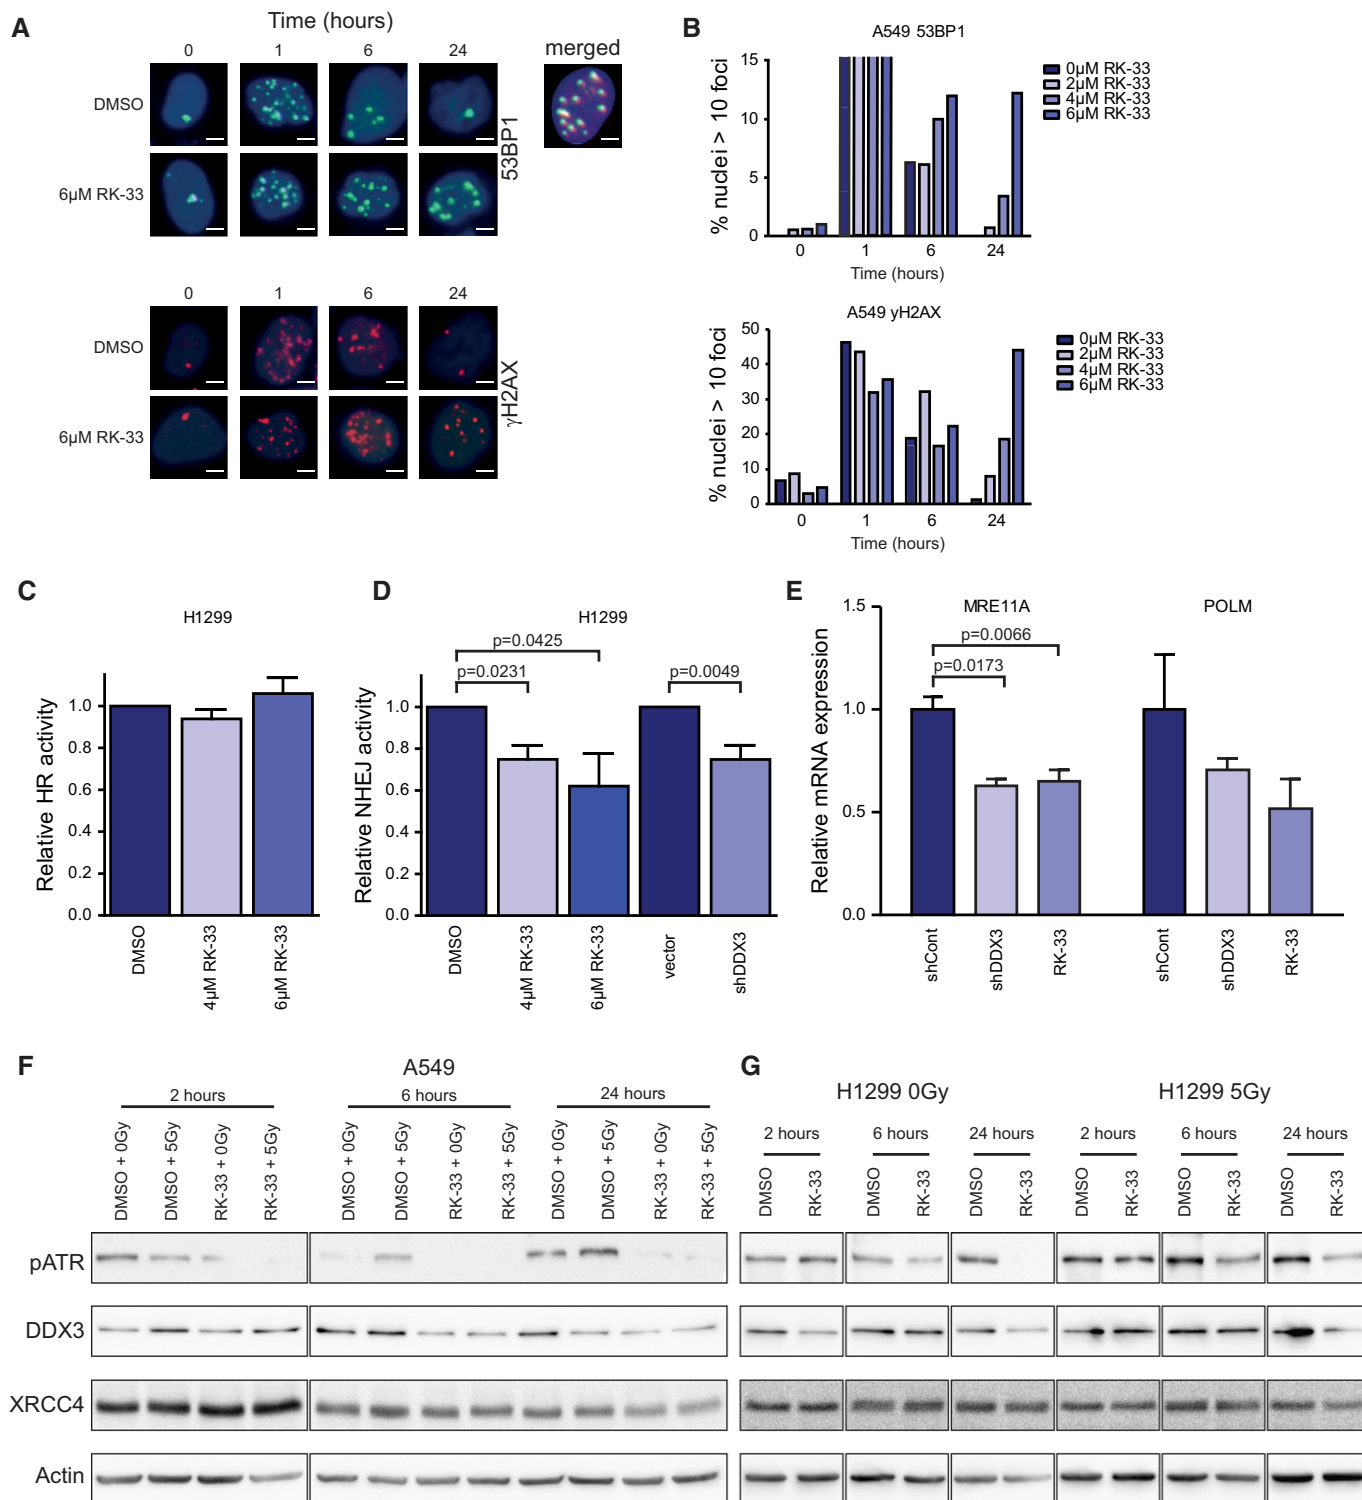 A
Time (hours)
0 1 6 24
merged
DMSO
6µM RK-33
53BP1
0 1 6 24
DMSO
6µM RK-33
γH2AX
B
A549 53BP1
% nuclei > 10 foci
15
10
5
0
0 1 6 24
Time (hours)
0µM RK-33
2µM RK-33
4µM RK-33
6µM RK-33
A549 yH2AX
% nuclei > 10 foci
50
40
30
20
10
0
0 1 6 24
Time (hours)
0µM RK-33
2µM RK-33
4µM RK-33
6µM RK-33
C
H1299
Relative HR activity
1.0
0.8
0.6
0.4
0.2
0.0
DMSO
4µM RK-33
6µM RK-33
D
H1299
p=0.0425
p=0.0231
p=0.0049
Relative NHEJ activity
1.0
0.8
0.6
0.4
0.2
0.0
DMSO
4µM RK-33
6µM RK-33
vector
shDDX3
E
MRE11A
POLM
p=0.0066
p=0.0173
Relative mRNA expression
1.5
1.0
0.5
0.0
shCont
shDDX3
RK-33
shCont
shDDX3
RK-33
F
A549
2 hours
6 hours
24 hours
DMSO + 0Gy
DMSO + 5Gy
RK-33 + 0Gy
RK-33 + 5Gy
DMSO + 0Gy
DMSO + 5Gy
RK-33 + 0Gy
RK-33 + 5Gy
DMSO + 0Gy
DMSO + 5Gy
RK-33 + 0Gy
RK-33 + 5Gy
pATR
DDX3
XRCC4
Actin
G
H1299 0Gy
H1299 5Gy
2 hours
6 hours
24 hours
2 hours
6 hours
24 hours
DMSO
RK-33
DMSO
RK-33
DMSO
RK-33
DMSO
RK-33
DMSO
RK-33
DMSO
RK-33